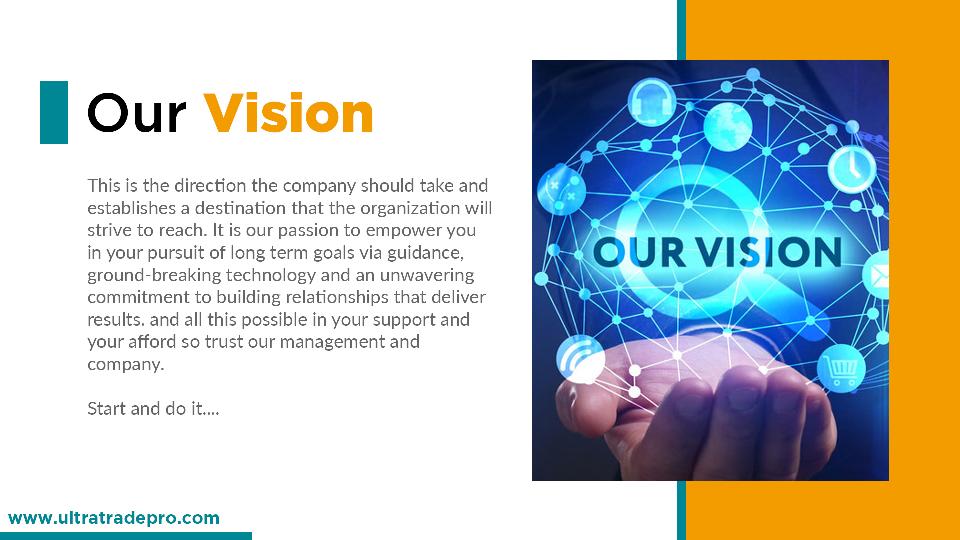 Our Vision
This is the direction the company should take and
establishes a destination that the organization will
strive to reach. It is our passion to empower you
in your pursuit of long term goals via guidance,
ground-breaking technology and an unwavering
commitment to building relationships that deliver
results. and all this possible in your support and
your afford so trust our management and
company.
Start and do it....
OUR VISION
www.ultratradepro.com